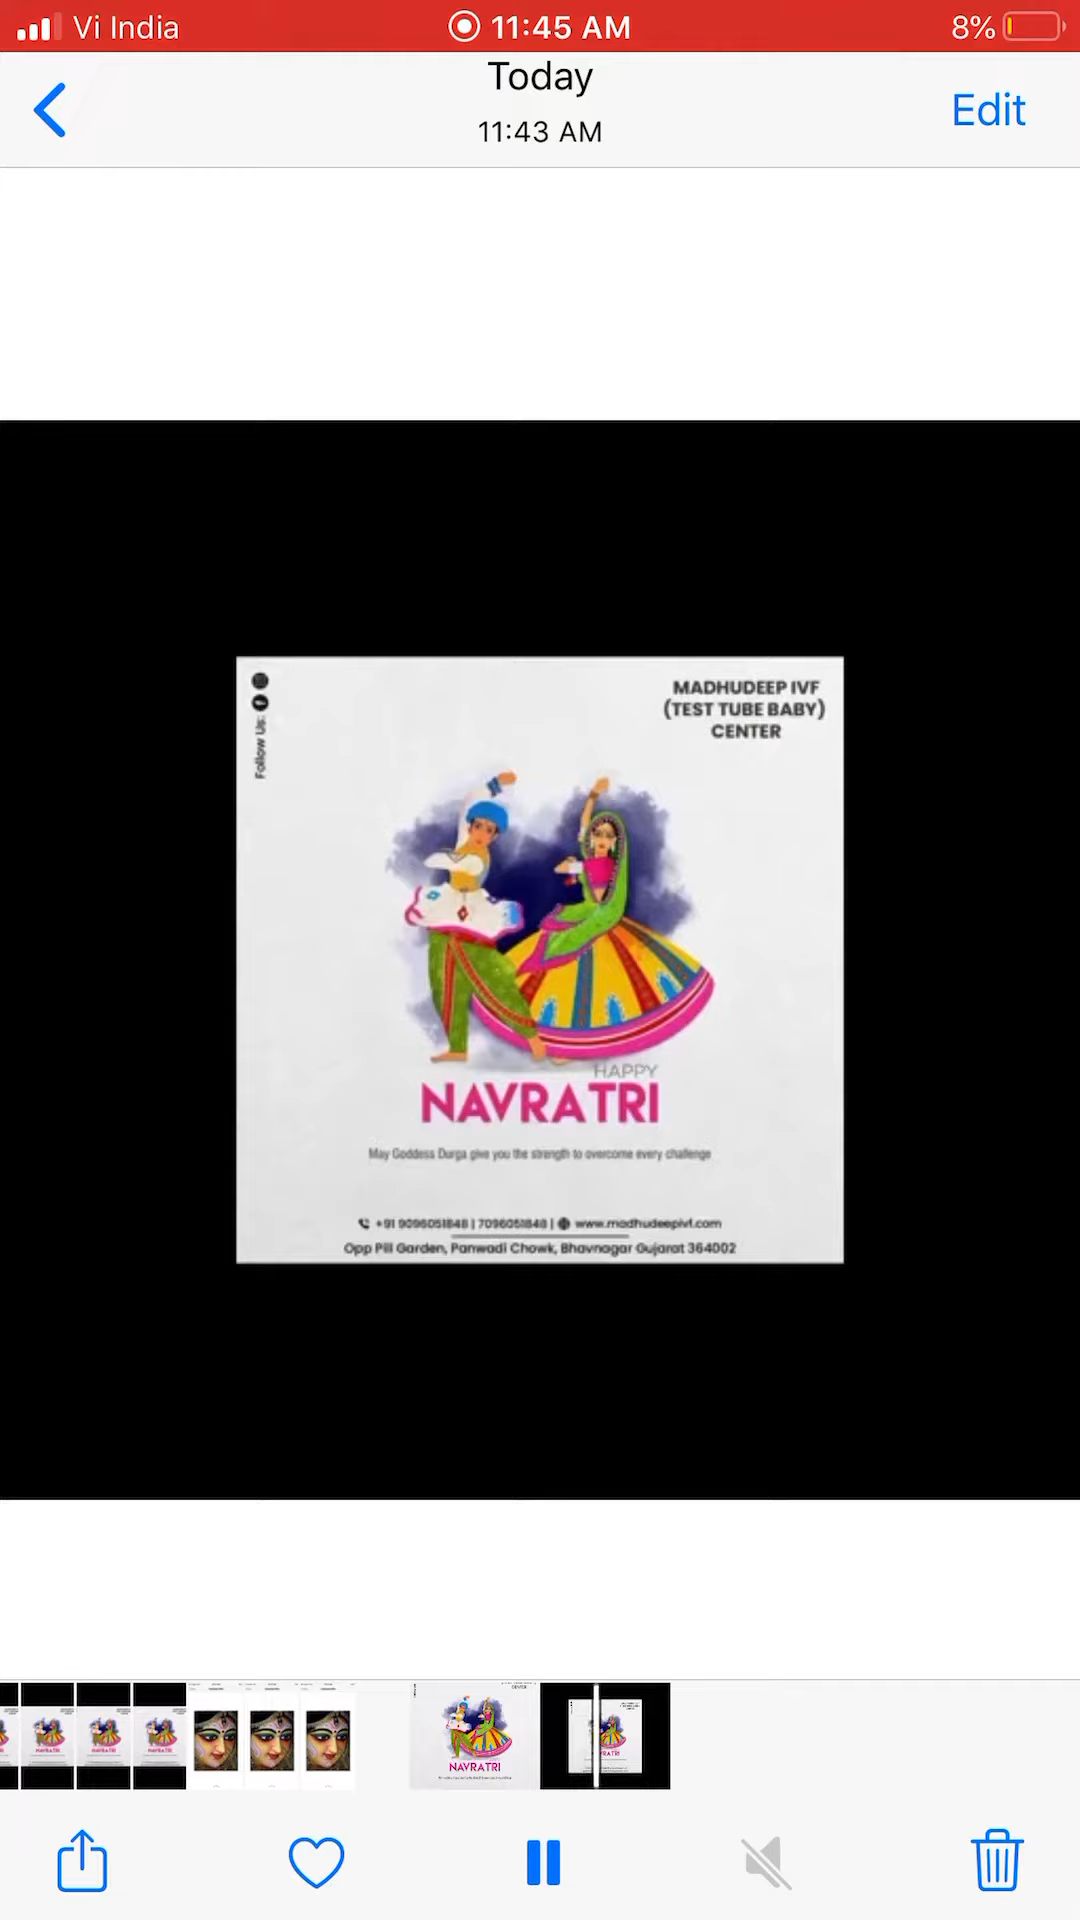 Vi India
11:45 AM
8%
Today
11:43 AM
Edit
Follow Us:
MADHUDEEP IVF
(TEST TUBE BABY)
CENTER
HAPPY
NAVRATRI
May Goddess Durga give you the strength to overcome every challenge
+91 9096051848 | 7096051848 | www.madhudeepivf.com
Opp Pill Garden, Panwadi Chowk, Bhavnagar Gujarat 364002
NAVRATRI